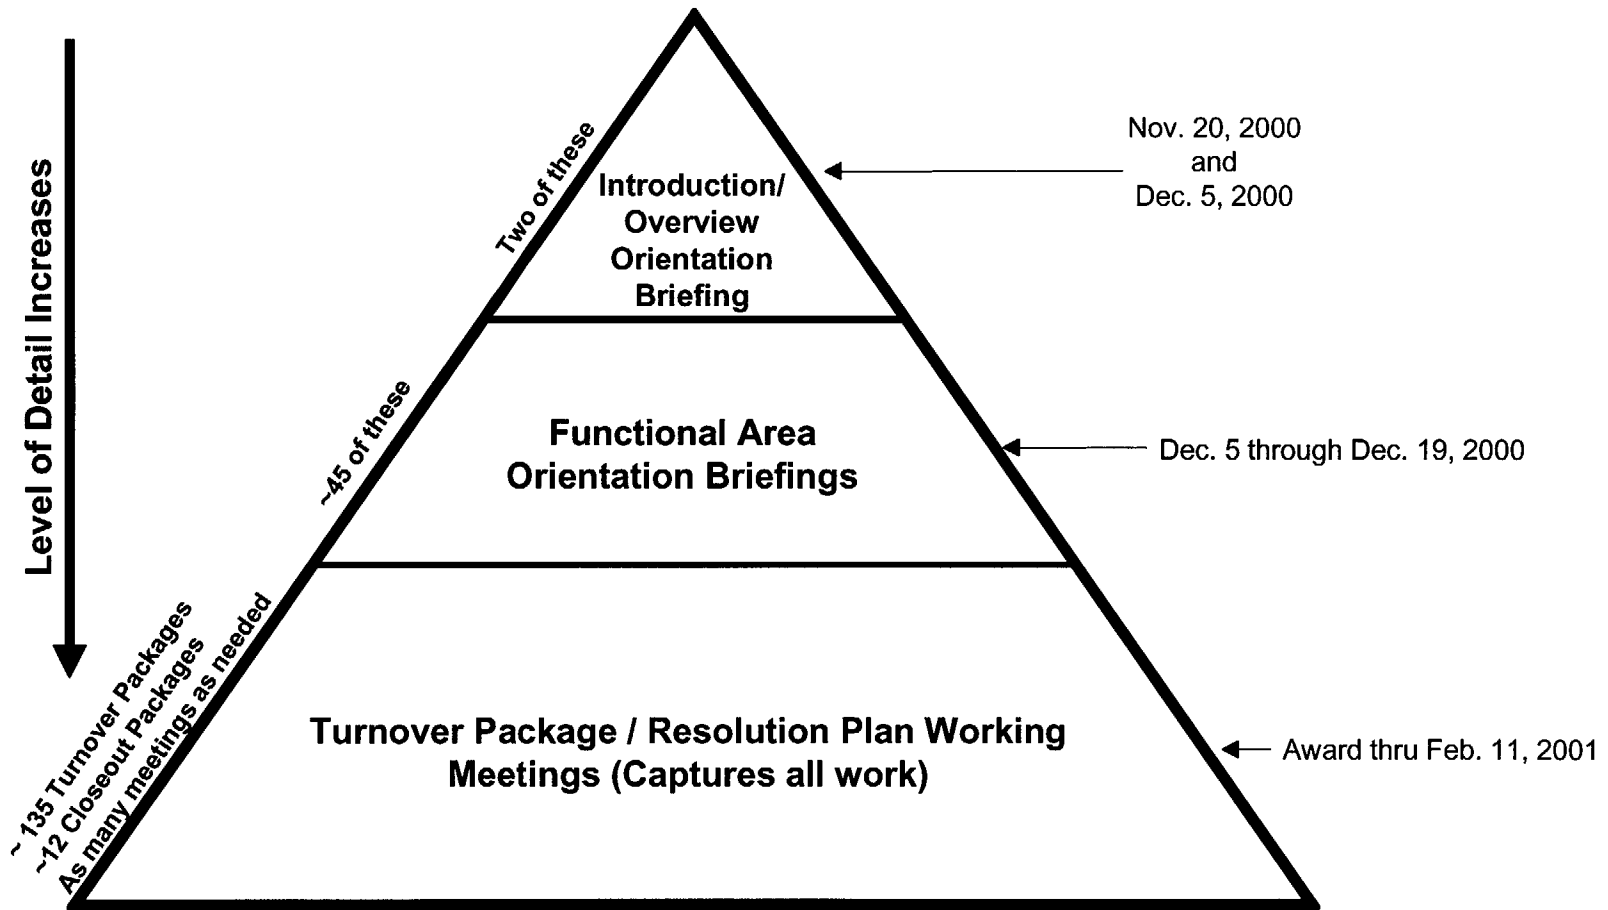 Level of Detail Increases
Two of these
Introduction/
Overview
Orientation
Briefing
Nov. 20, 2000
and
Dec. 5, 2000
~45 of these
Functional Area
Orientation Briefings
Dec. 5 through Dec. 19, 2000
~ 135 Turnover Packages
~12 Closeout Packages
As many meetings as needed
Turnover Package / Resolution Plan Working
Meetings (Captures all work)
Award thru Feb. 11, 2001